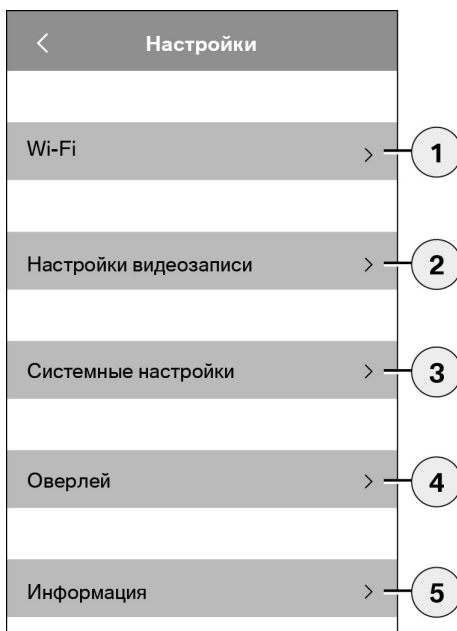 Настройки
Wi-Fi
1
Настройки видеозаписи
2
Системные настройки
3
Оверлей
4
Информация
5